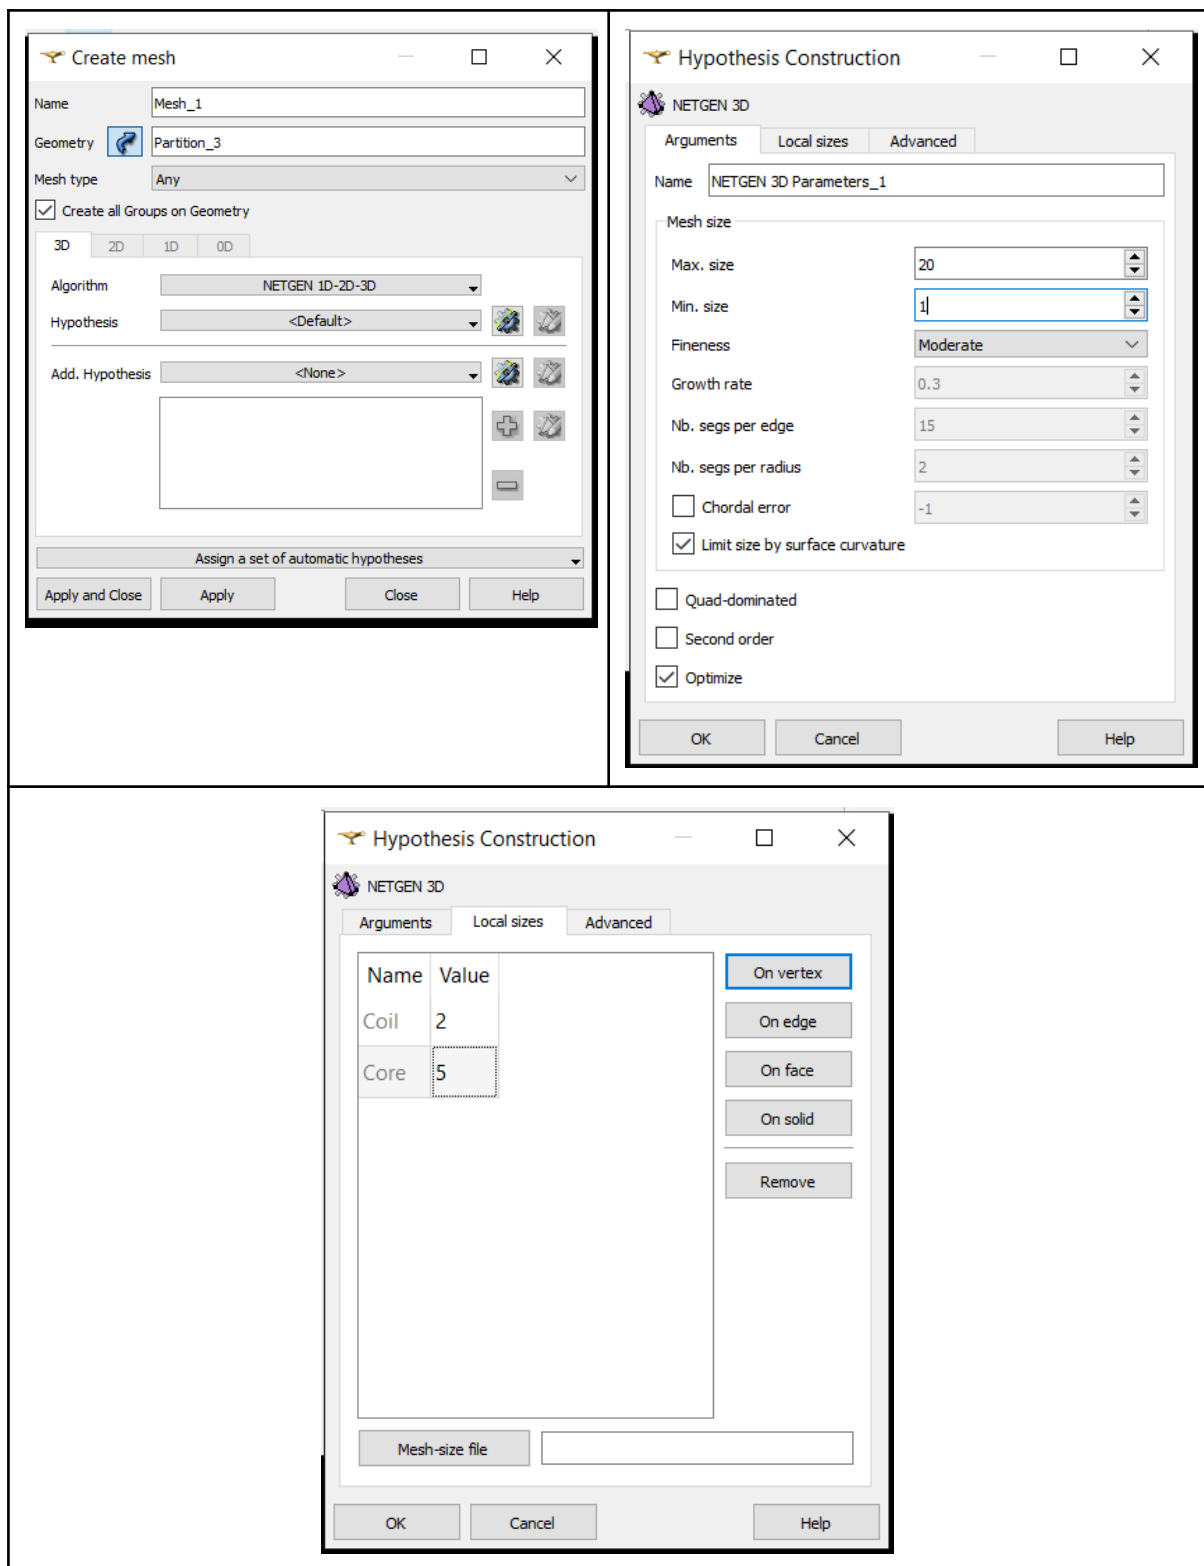 Create mesh
Name Mesh_1
Geometry Partition_3
Mesh type Any
Create all Groups on Geometry
3D 2D 1D 0D
Algorithm NETGEN 1D-2D-3D
Hypothesis <Default>
Add. Hypothesis <None>
Assign a set of automatic hypotheses
Apply and Close Apply Close Help
Hypothesis Construction
NETGEN 3D
Arguments Local sizes Advanced
Name NETGEN 3D Parameters_1
Mesh size
Max. size 20
Min. size 1
Fineness Moderate
Growth rate 0.3
Nb. segs per edge 15
Nb. segs per radius 2
Chordal error -1
Limit size by surface curvature
Quad-dominated
Second order
Optimize
OK Cancel Help
Hypothesis Construction
NETGEN 3D
Arguments Local sizes Advanced
Name Value
Coil 2
Core 5
On vertex
On edge
On face
On solid
Remove
Mesh-size file
OK Cancel Help